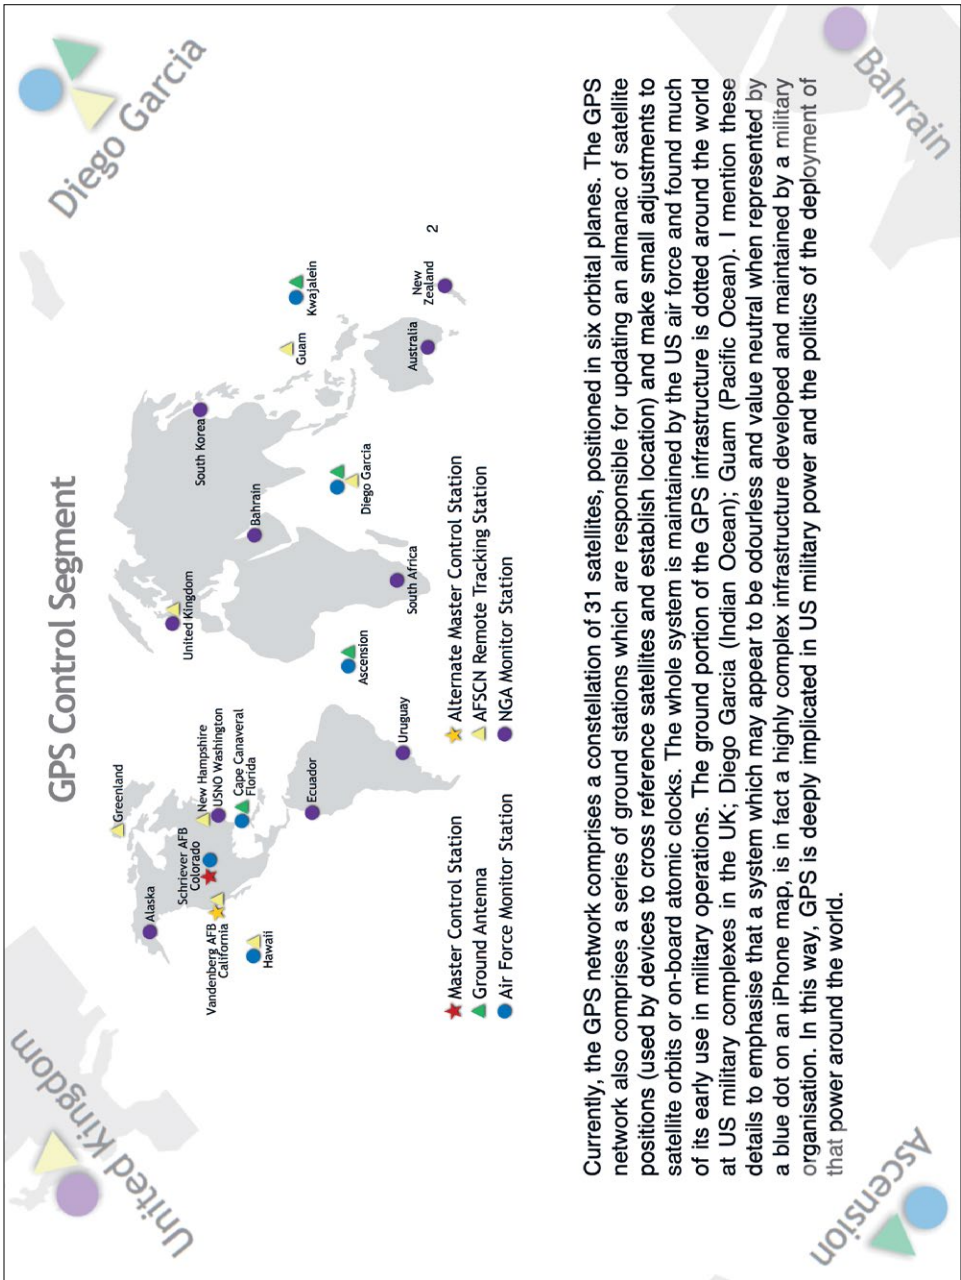 GPS Control Segment
Greenland
Alaska
Schriever AFB
Colorado
Vandenberg AFB
California
Hawaii
New Hampshire
USNO Washington
Cape Canaveral
Florida
Ecuador
Uruguay
United Kingdom
Ascension
South Africa
Bahrain
South Korea
Diego Garcia
Guam
Kwajalein
Australia
New
Zealand
Master Control Station
Ground Antenna
Air Force Monitor Station
Alternate Master Control Station
AFSCN Remote Tracking Station
NGA Monitor Station
2
United Kingdom
Diego Garcia
Currently, the GPS network comprises a constellation of 31 satellites, positioned in six orbital planes. The GPS
network also comprises a series of ground stations which are responsible for updating an almanac of satellite
positions (used by devices to cross reference satellites and establish location) and make small adjustments to
satellite orbits or on-board atomic clocks. The whole system is maintained by the US air force and found much
of its early use in military operations. The ground portion of the GPS infrastructure is dotted around the world
at US military complexes in the UK; Diego Garcia (Indian Ocean); Guam (Pacific Ocean). I mention these
details to emphasise that a system which may appear to be odourless and value neutral when represented by
a blue dot on an iPhone map, is in fact a highly complex infrastructure developed and maintained by a military
organisation. In this way, GPS is deeply implicated in US military power and the politics of the deployment of
that power around the world.
Ascension
Bahrain